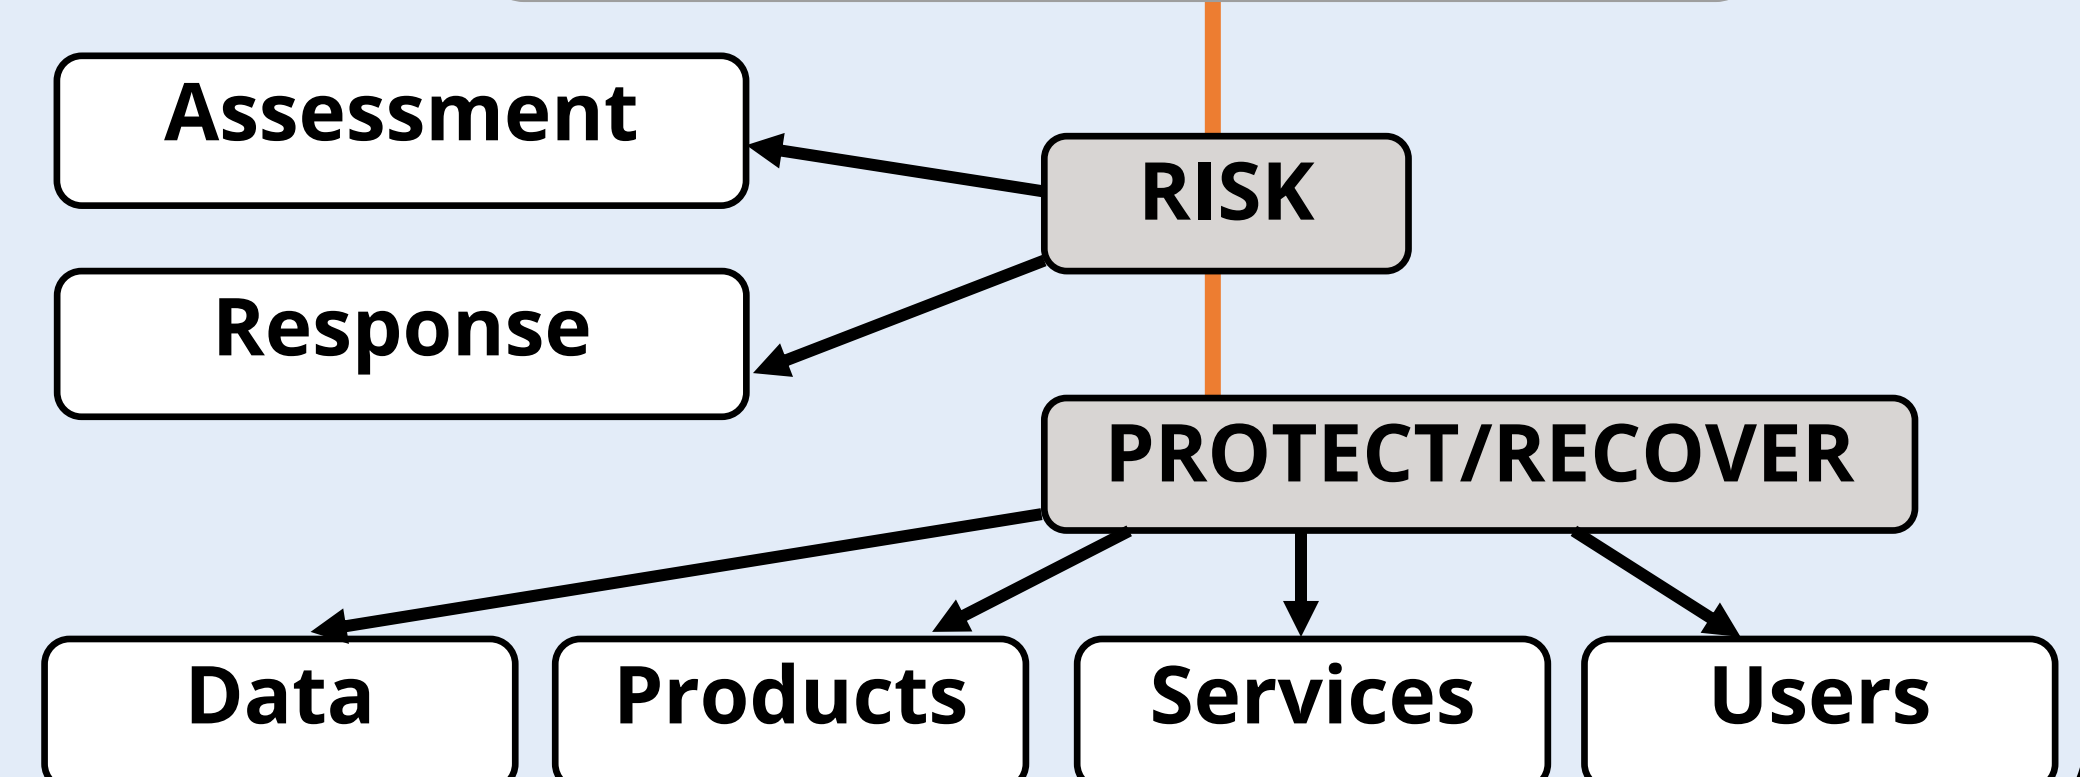 Assessment
RISK
Response
PROTECT/RECOVER
Data
Products
Services
Users